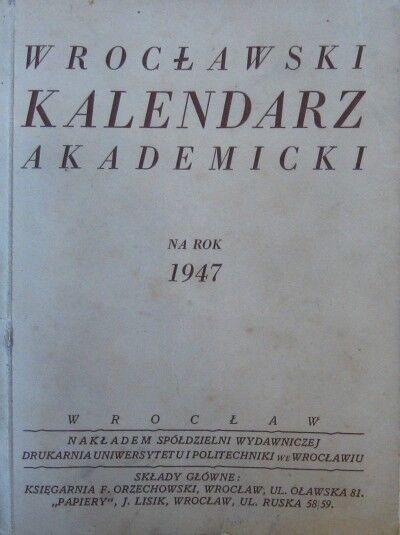 WROCŁAWSKI
KALENDARZ
AKADEMICKI
NA ROK
1947
WROCŁAW
NAKŁADEM SPÓŁDZIELNI WYDAWNICZEJ
DRUKARNIA UNIWERSYTETU I POLITECHNIKI WE WROCŁAWIU
SKŁADY GŁÓWNE:
KSIĘGARNIA F. ORZECHOWSKI, WROCŁAW, UL. OŁAWSKA 81.
„PAPIERY”, J. LISIK, WROCŁAW, UL. RUSKA 58/59.